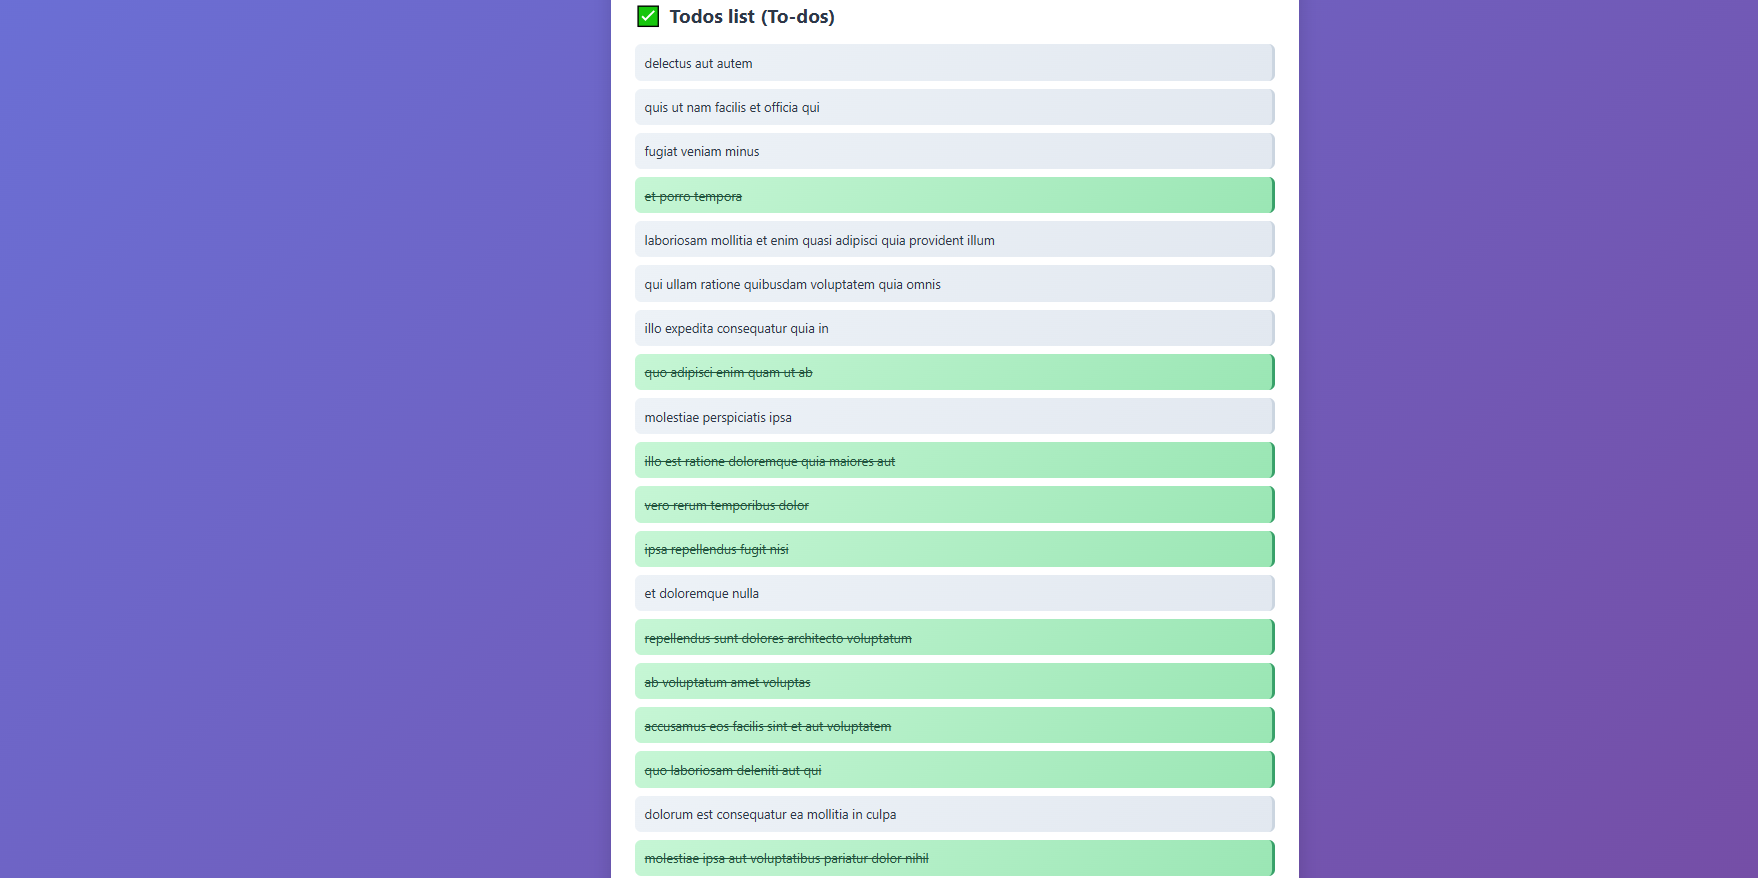 Todos list (To-dos)
delectus aut autem
quis ut nam facilis et officia qui
fugiat veniam minus
et porro tempora
laboriosam mollitia et enim quasi adipisci quia provident illum
qui ullam ratione quibusdam voluptatem quia omnis
illo expedita consequatur quia in
quo adipisci enim quam ut ab
molestiae perspiciatis ipsa
illo est ratione doloremque quia maiores aut
vero rerum temporibus dolor
ipsa repellendus fugit nisi
et doloremque nulla
repellendus sunt dolores architecto voluptatum
ab voluptatum amet voluptas
accusamus eos facilis sint et aut voluptatem
quo laboriosam deleniti aut qui
dolorum est consequatur ea mollitia in culpa
molestiae ipsa aut voluptatibus pariatur dolor nihil